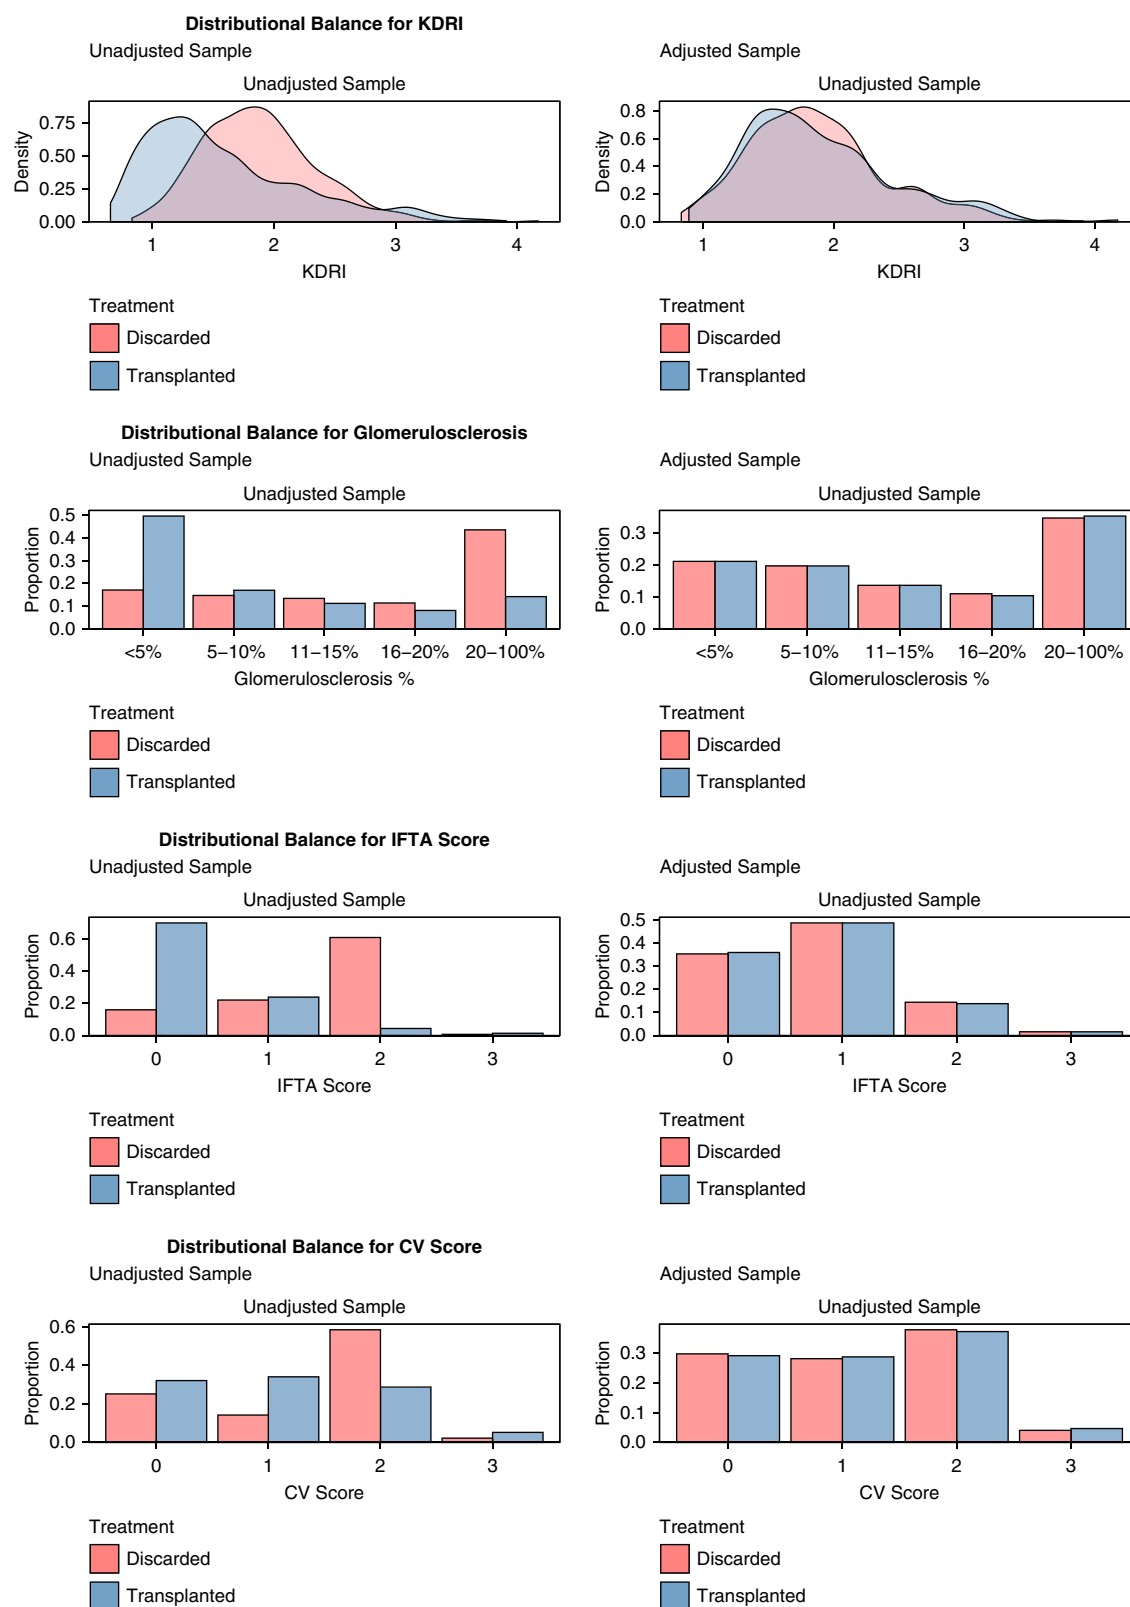 Distributional Balance for KDRI
Unadjusted Sample
Unadjusted Sample
Density
0.75
0.50
0.25
0.00
1 2 3 4
KDRI
Treatment
Discarded
Transplanted
Adjusted Sample
Unadjusted Sample
Density
0.8
0.6
0.4
0.2
0.0
1 2 3 4
KDRI
Treatment
Discarded
Transplanted
Distributional Balance for Glomerulosclerosis
Unadjusted Sample
Unadjusted Sample
Proportion
0.5
0.4
0.3
0.2
0.1
0.0
<5% 5–10% 11–15% 16–20% 20–100%
Glomerulosclerosis %
Treatment
Discarded
Transplanted
Adjusted Sample
Unadjusted Sample
Proportion
0.3
0.2
0.1
0.0
<5% 5–10% 11–15% 16–20% 20–100%
Glomerulosclerosis %
Treatment
Discarded
Transplanted
Distributional Balance for IFTA Score
Unadjusted Sample
Unadjusted Sample
Proportion
0.6
0.4
0.2
0.0
0 1 2 3
IFTA Score
Treatment
Discarded
Transplanted
Adjusted Sample
Unadjusted Sample
Proportion
0.5
0.4
0.3
0.2
0.1
0.0
0 1 2 3
IFTA Score
Treatment
Discarded
Transplanted
Distributional Balance for CV Score
Unadjusted Sample
Unadjusted Sample
Proportion
0.6
0.4
0.2
0.0
0 1 2 3
CV Score
Treatment
Discarded
Transplanted
Adjusted Sample
Unadjusted Sample
Proportion
0.3
0.2
0.1
0.0
0 1 2 3
CV Score
Treatment
Discarded
Transplanted